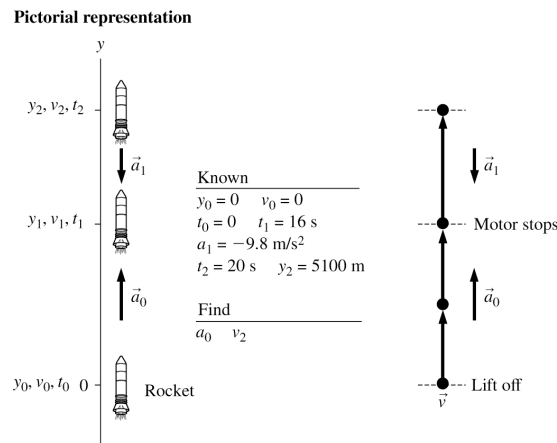 Pictorial representation
y
y₂, v₂, t₂
a⃗₁
y₁, v₁, t₁
a⃗₀
y₀, v₀, t₀ 0
Rocket
Known
y₀ = 0 v₀ = 0
t₀ = 0 t₁ = 16 s
a₁ = −9.8 m/s²
t₂ = 20 s y₂ = 5100 m
Find
a₀ v₂
a⃗₁
Motor stops
a⃗₀
Lift off
v⃗